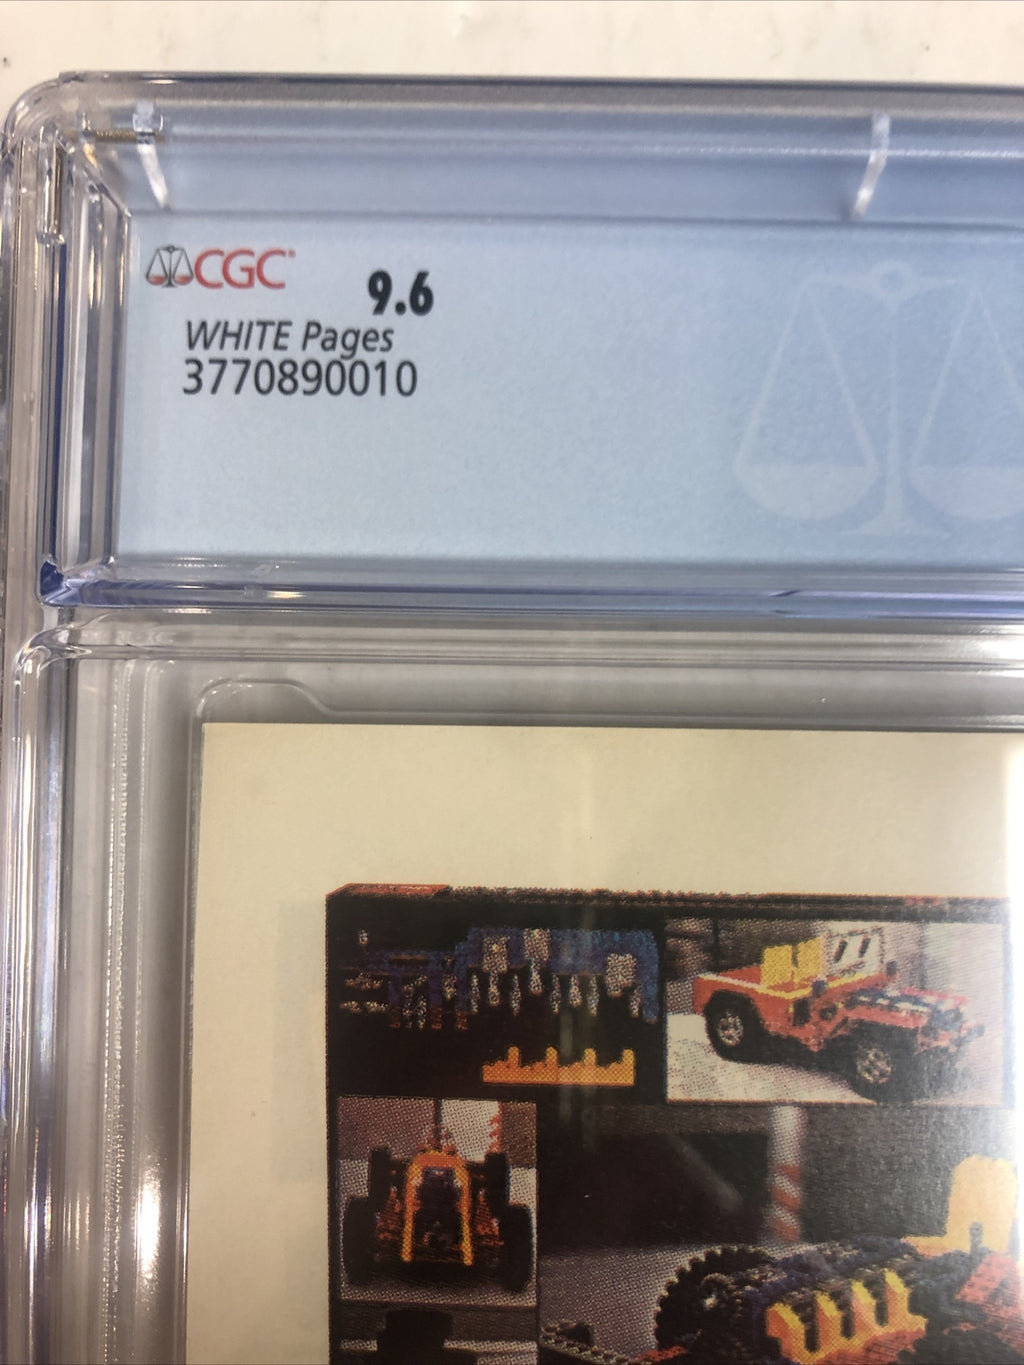 CGC 9.6
WHITE Pages
3770890010